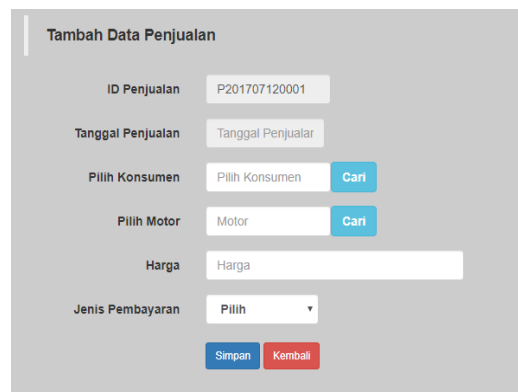 Tambah Data Penjualan
ID Penjualan P201707120001
Tanggal Penjualan Tanggal Penjualan
Pilih Konsumen Pilih Konsumen Cari
Pilih Motor Motor Cari
Harga Harga
Jenis Pembayaran Pilih
Simpan Kembali